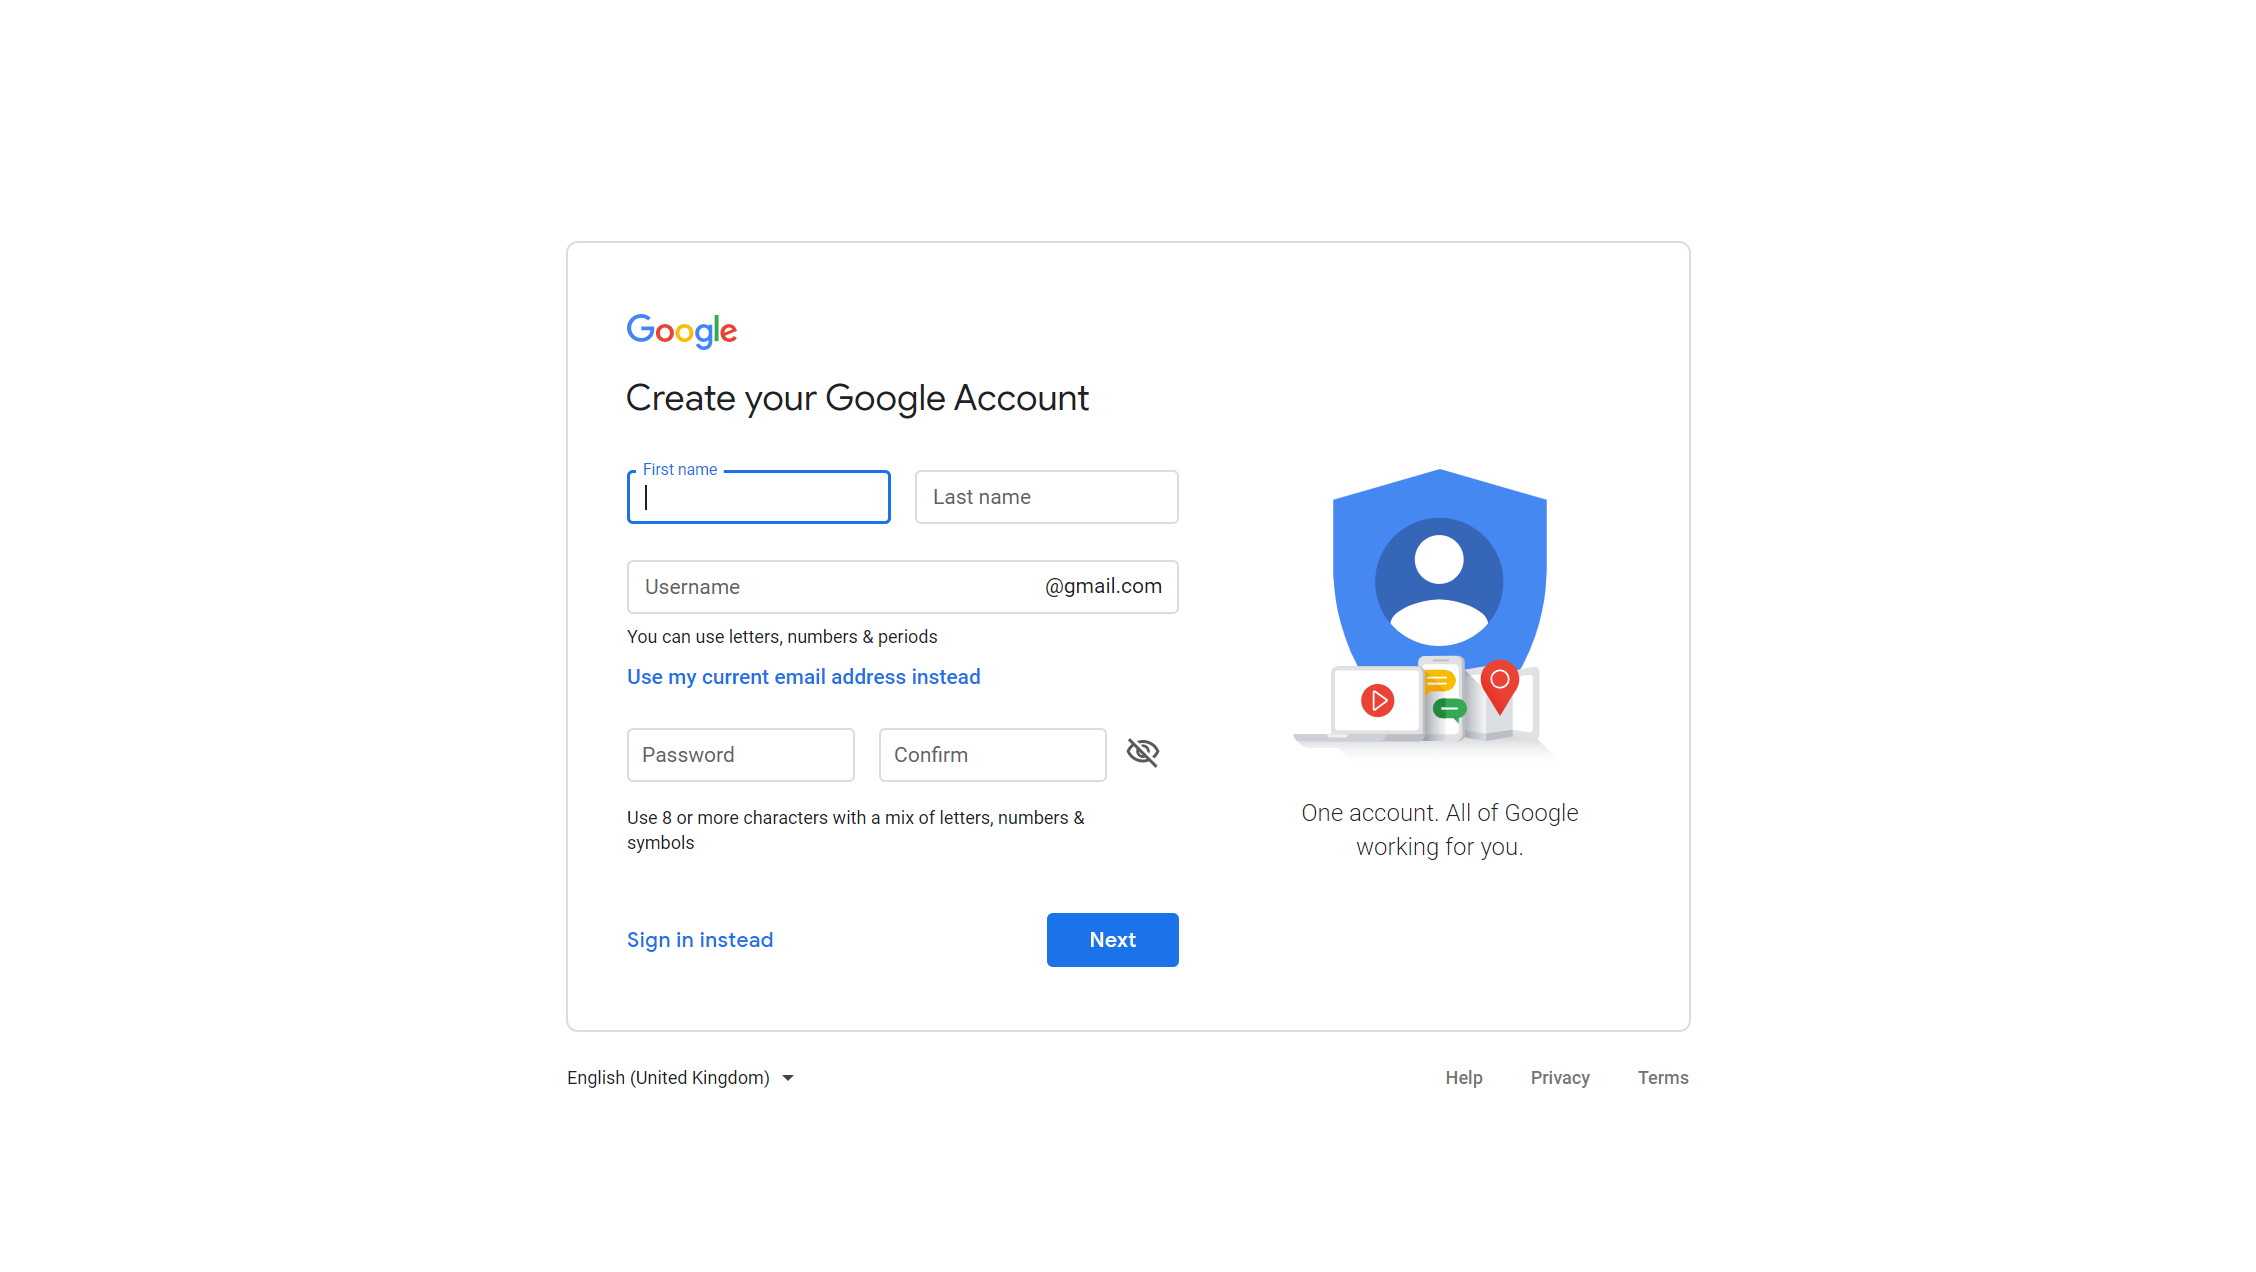 Google
Create your Google Account
First name
Last name
Username
@gmail.com
You can use letters, numbers & periods
Use my current email address instead
Password
Confirm
Use 8 or more characters with a mix of letters, numbers &
symbols
Sign in instead
Next
One account. All of Google
working for you.
English (United Kingdom)
Help
Privacy
Terms